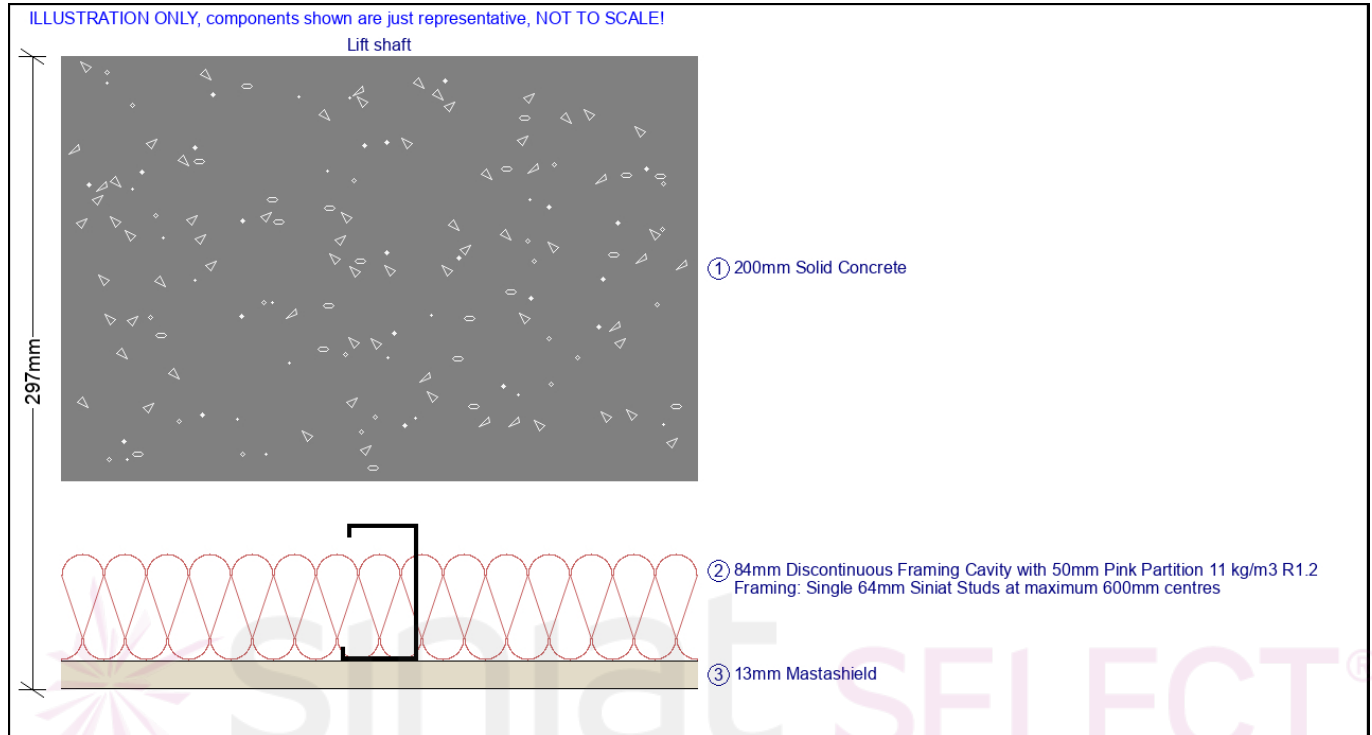 ILLUSTRATION ONLY, components shown are just representative, NOT TO SCALE!
Lift shaft
297mm
1 200mm Solid Concrete
2 84mm Discontinuous Framing Cavity with 50mm Pink Partition 11 kg/m3 R1.2
Framing: Single 64mm Siniat Studs at maximum 600mm centres
3 13mm Mastashield
siniat SELECT®